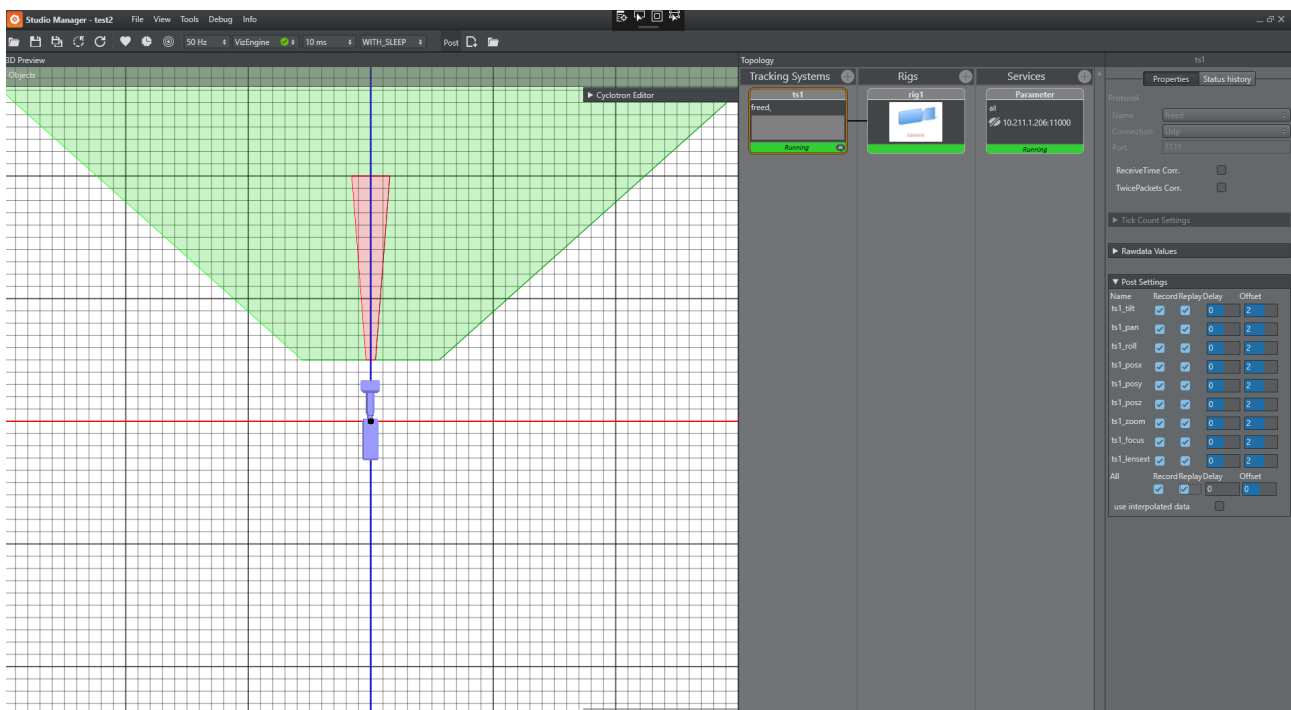 Studio Manager - test2 File View Tools Debug Info
50 Hz VizEngine 10 ms WITH_SLEEP Post
3D Preview
Objects
Cyclotron Editor
Topology
Tracking Systems Rigs Services
ts1 rig1 Parameter
freed, all
10.211.1.206:11000
Camera
Running Running
ts1
Properties Status history
Protocol
Name freed
Connection Udp
Port 7111
ReceiveTime Corr.
TwicePackets Corr.
Tick Count Settings
Rawdata Values
Post Settings
Name Record Replay Delay Offset
ts1_tilt 0 2
ts1_pan 0 2
ts1_roll 0 2
ts1_posx 0 2
ts1_posy 0 2
ts1_posz 0 2
ts1_zoom 0 2
ts1_focus 0 2
ts1_lensext 0 2
All Record Replay Delay Offset
0 0
use interpolated data